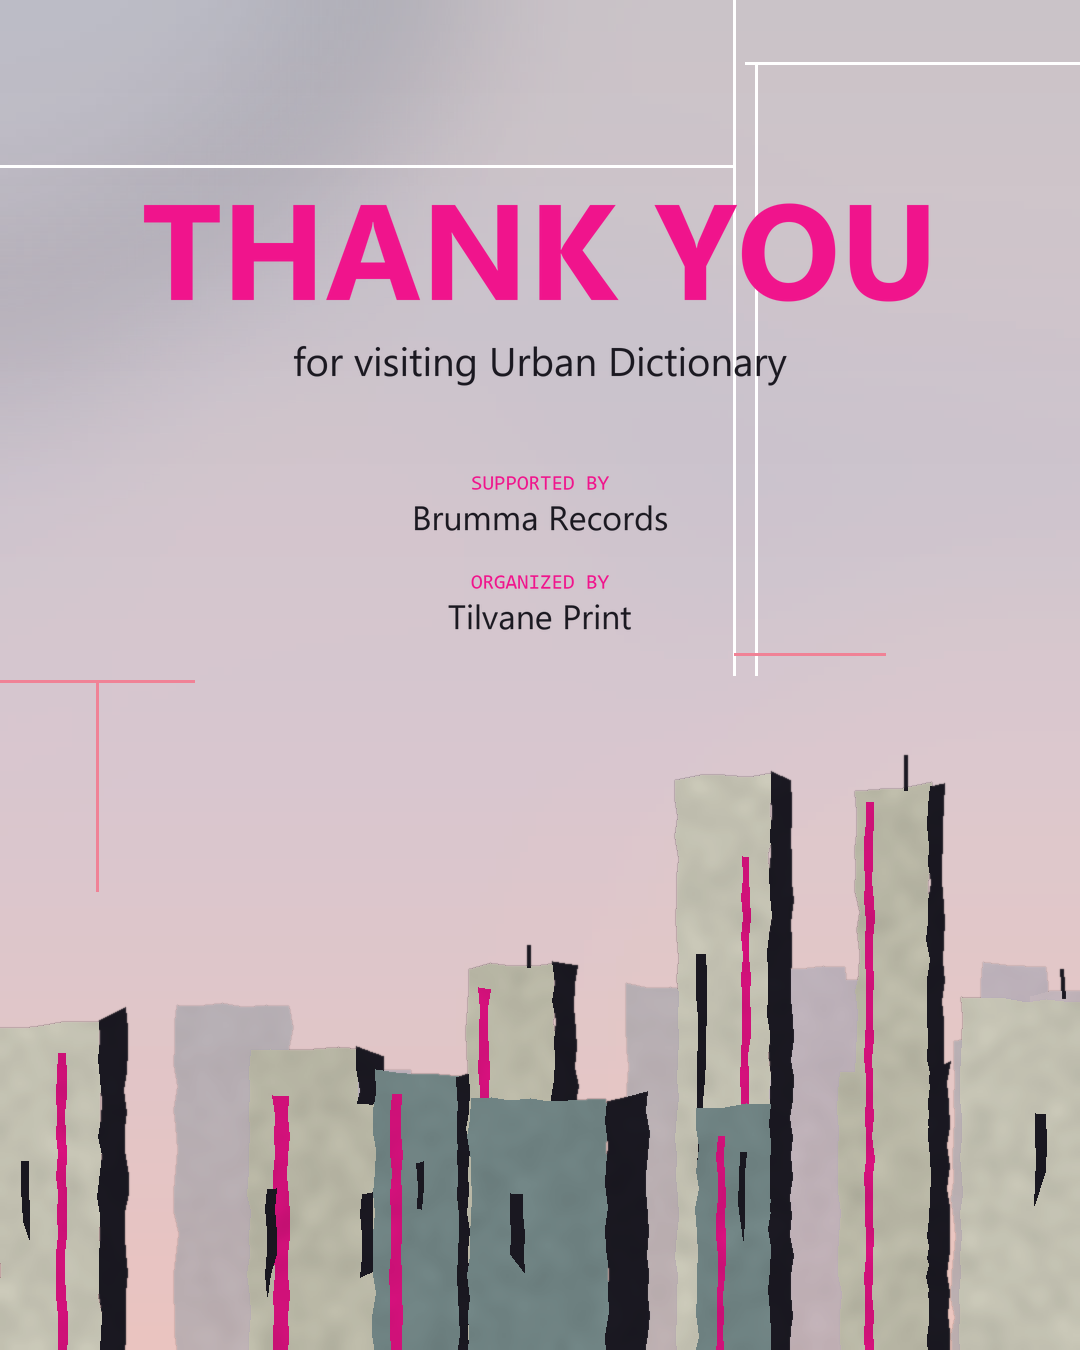 THANK YOU
for visiting Urban Dictionary
SUPPORTED BY
Brumma Records
ORGANIZED BY
Tilvane Print